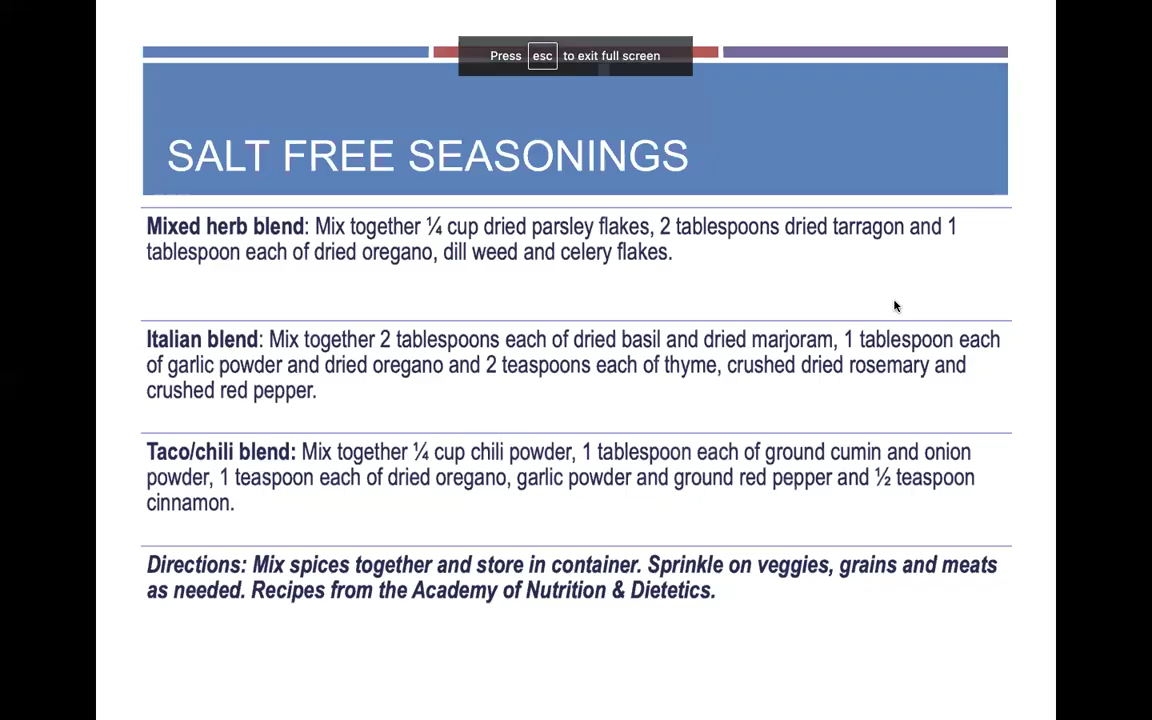 Press esc to exit full screen
SALT FREE SEASONINGS
Mixed herb blend: Mix together ¼ cup dried parsley flakes, 2 tablespoons dried tarragon and 1
tablespoon each of dried oregano, dill weed and celery flakes.
Italian blend: Mix together 2 tablespoons each of dried basil and dried marjoram, 1 tablespoon each
of garlic powder and dried oregano and 2 teaspoons each of thyme, crushed dried rosemary and
crushed red pepper.
Taco/chili blend: Mix together ¼ cup chili powder, 1 tablespoon each of ground cumin and onion
powder, 1 teaspoon each of dried oregano, garlic powder and ground red pepper and ½ teaspoon
cinnamon.
Directions: Mix spices together and store in container. Sprinkle on veggies, grains and meats
as needed. Recipes from the Academy of Nutrition & Dietetics.